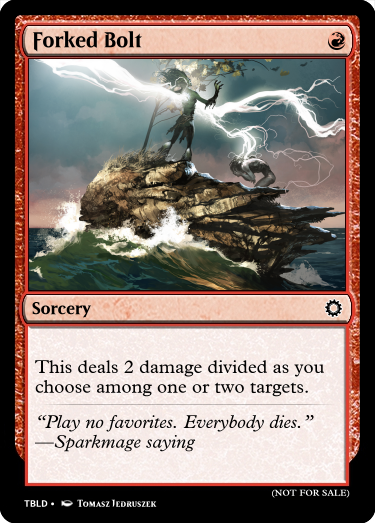 Forked Bolt
Sorcery
This deals 2 damage divided as you
choose among one or two targets.
“Play no favorites. Everybody dies.”
—Sparkmage saying
(NOT FOR SALE)
TBLD • Tomasz Jedruszek